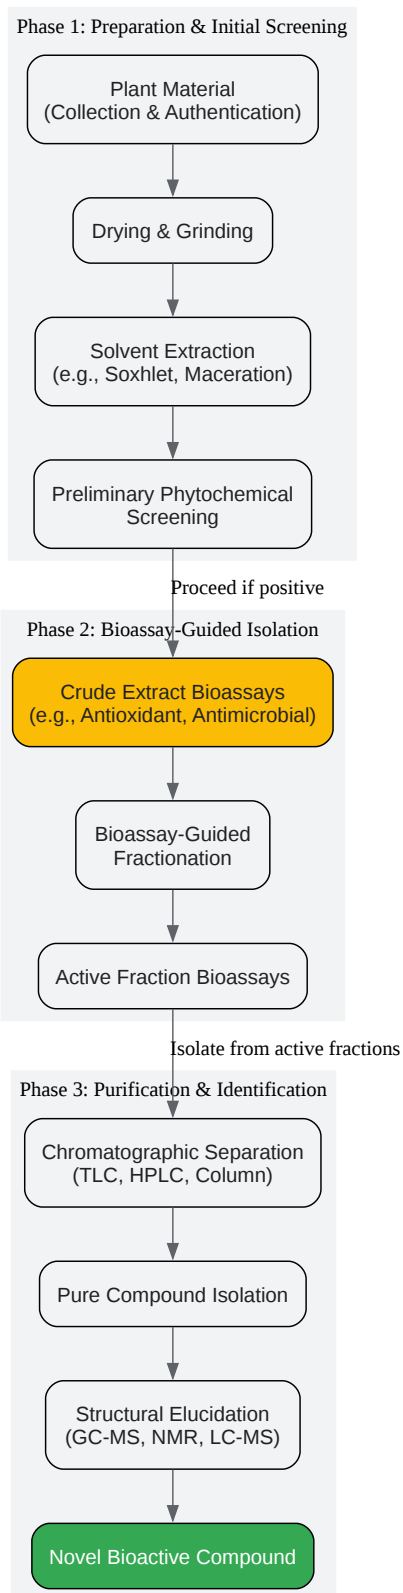 Phase 1: Preparation & Initial Screening
Plant Material
(Collection & Authentication)
Drying & Grinding
Solvent Extraction
(e.g., Soxhlet, Maceration)
Preliminary Phytochemical
Screening
Proceed if positive
Phase 2: Bioassay-Guided Isolation
Crude Extract Bioassays
(e.g., Antioxidant, Antimicrobial)
Bioassay-Guided
Fractionation
Active Fraction Bioassays
Isolate from active fractions
Phase 3: Purification & Identification
Chromatographic Separation
(TLC, HPLC, Column)
Pure Compound Isolation
Structural Elucidation
(GC-MS, NMR, LC-MS)
Novel Bioactive Compound